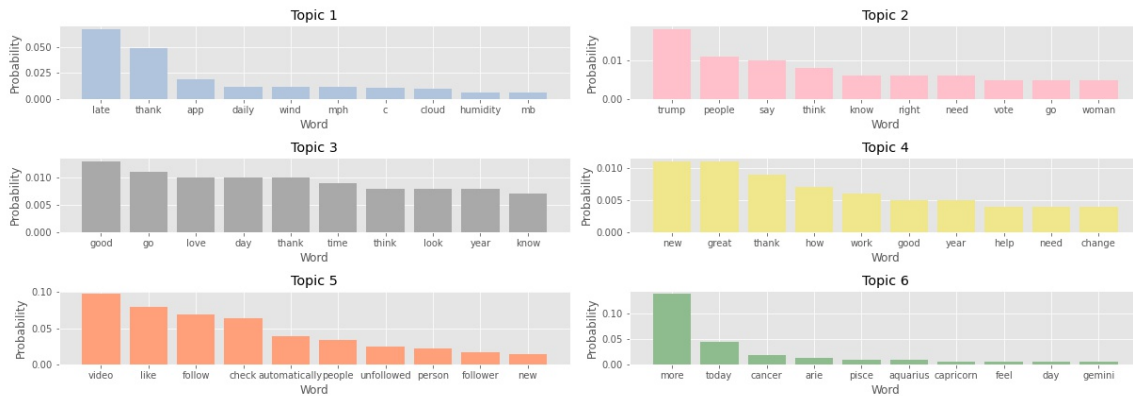 Topic 1
Probability
0.050
0.025
0.000
late thank app daily wind mph c cloud humidity mb
Word
Topic 2
Probability
0.01
0.00
trump people say think know right need vote go woman
Word
Topic 3
Probability
0.010
0.005
0.000
good go love day thank time think look year know
Word
Topic 4
Probability
0.010
0.005
0.000
new great thank how work good year help need change
Word
Topic 5
Probability
0.10
0.05
0.00
video like follow check automatically people unfollowed person follower new
Word
Topic 6
Probability
0.10
0.05
0.00
more today cancer arie pisce aquarius capricorn feel day gemini
Word